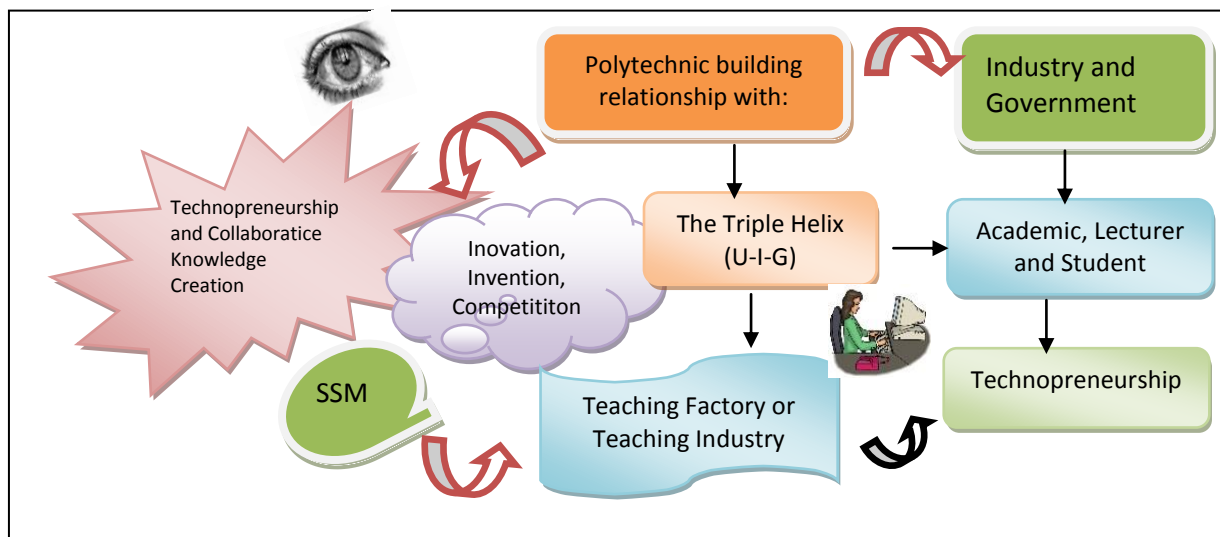 Polytechnic building
relationship with:
Industry and
Government
Technopreneurship
and Collaboratice
Knowledge
Creation
Inovation,
Invention,
Competititon
The Triple Helix
(U-I-G)
Academic, Lecturer
and Student
SSM
Teaching Factory or
Teaching Industry
Technopreneurship